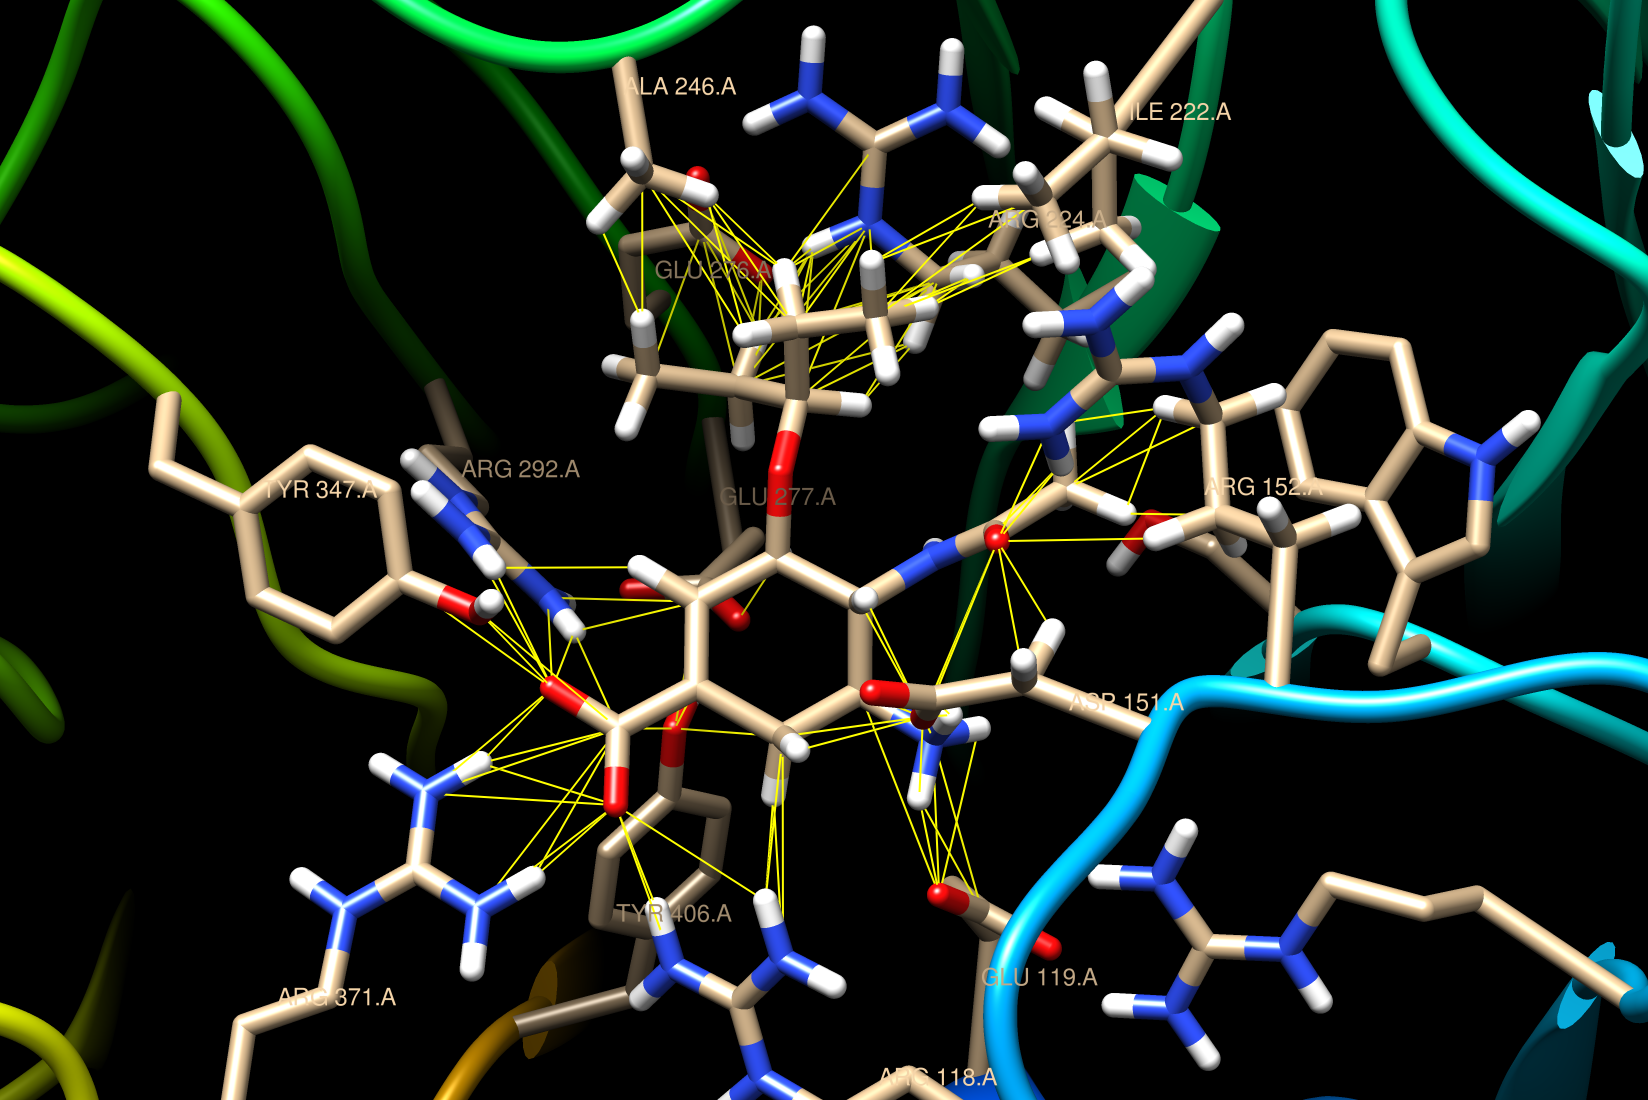 ALA 246.A
ILE 222.A
ARG 224.A
GLU 276.A
ARG 292.A
TYR 347.A
GLU 277.A
ARG 152.A
ASP 151.A
TYR 406.A
GLU 119.A
ARG 371.A
ARG 118.A